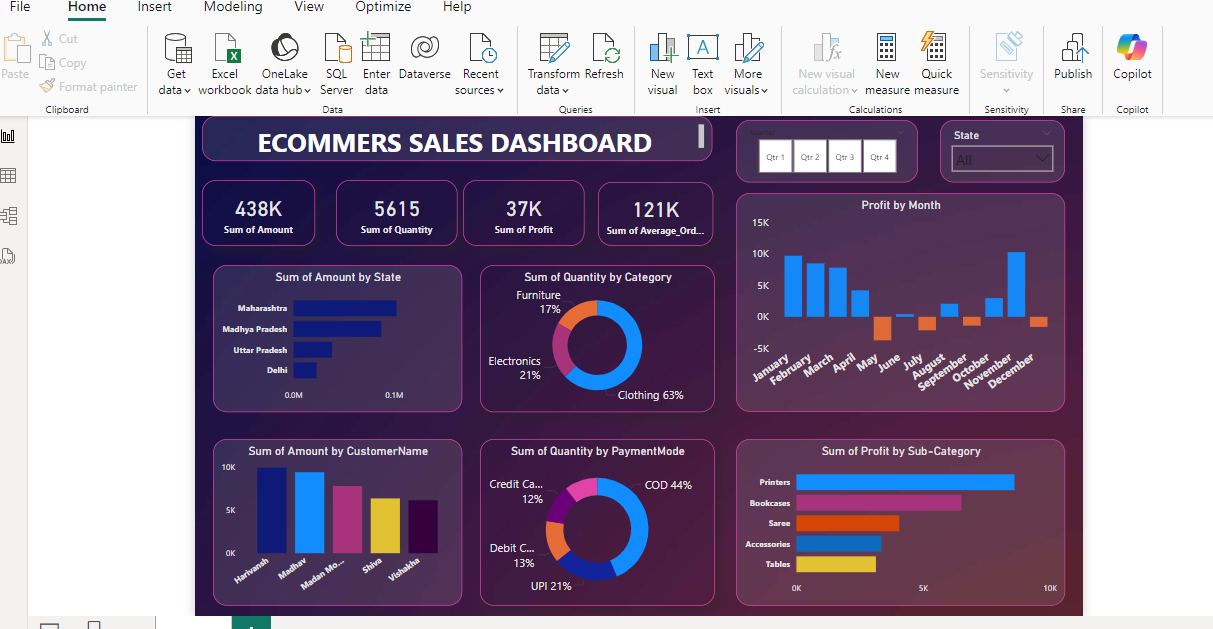 File Home Insert Modeling View Optimize Help
Paste
Cut
Copy
Format painter
Clipboard
Get data
Excel workbook
OneLake data hub
SQL Server
Enter data
Dataverse
Recent sources
Data
Transform data
Refresh
Queries
New visual
Text box
More visuals
Insert
New visual calculation
New measure
Quick measure
Calculations
Sensitivity
Sensitivity
Publish
Share
Copilot
Copilot
ECOMMERS SALES DASHBOARD
Quarter
Qtr 1 Qtr 2 Qtr 3 Qtr 4
State
All
438K
Sum of Amount
5615
Sum of Quantity
37K
Sum of Profit
121K
Sum of Average_Ord...
Sum of Amount by State
Maharashtra
Madhya Pradesh
Uttar Pradesh
Delhi
0.0M 0.1M
Sum of Quantity by Category
Furniture
17%
Electronics
21%
Clothing 63%
Profit by Month
15K
10K
5K
0K
-5K
January February March April May June July August September October November December
Sum of Amount by CustomerName
10K
5K
0K
Harivansh Madhav Madan Mo... Shiva Vishakha
Sum of Quantity by PaymentMode
Credit Ca...
12%
COD 44%
Debit C...
13%
UPI 21%
Sum of Profit by Sub-Category
Printers
Bookcases
Saree
Accessories
Tables
0K 5K 10K